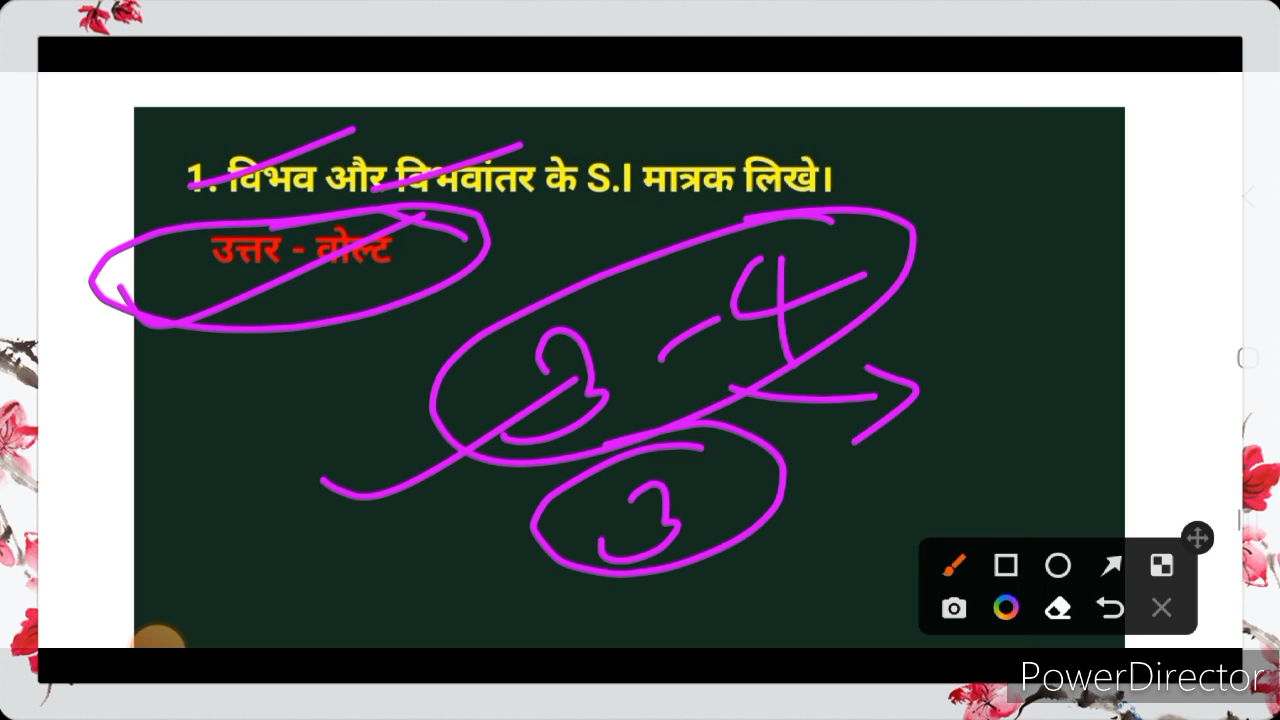 1. विभव और विभवांतर के S.I मात्रक लिखे।
उत्तर - वोल्ट
3 - 4
3
PowerDirector